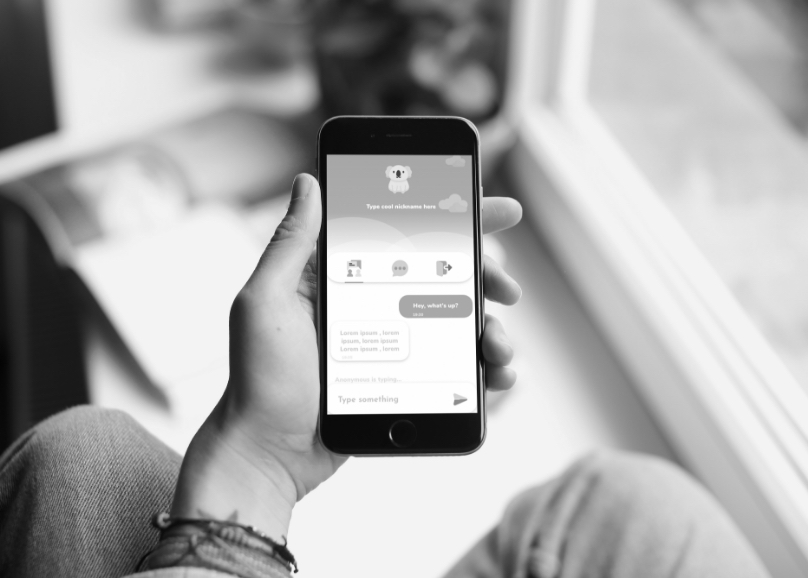 Type cool nickname here
Hey, what's up?
Lorem ipsum , lorem
ipsum, lorem ipsum
Lorem ipsum , lorem
Anonymous is typing...
Type something